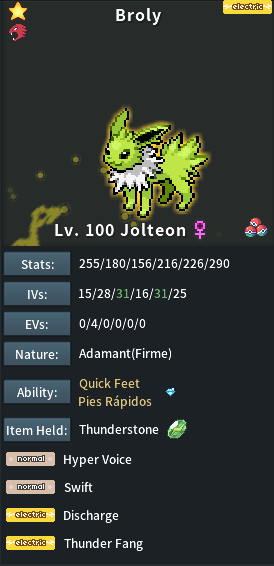 electric
Broly
Lv. 100 Jolteon ♀
Stats: 255/180/156/216/226/290
IVs: 15/28/31/16/31/25
EVs: 0/4/0/0/0/0
Nature: Adamant(Firme)
Ability: Quick Feet
Pies Rápidos
Item Held: Thunderstone
normal Hyper Voice
normal Swift
electric Discharge
electric Thunder Fang